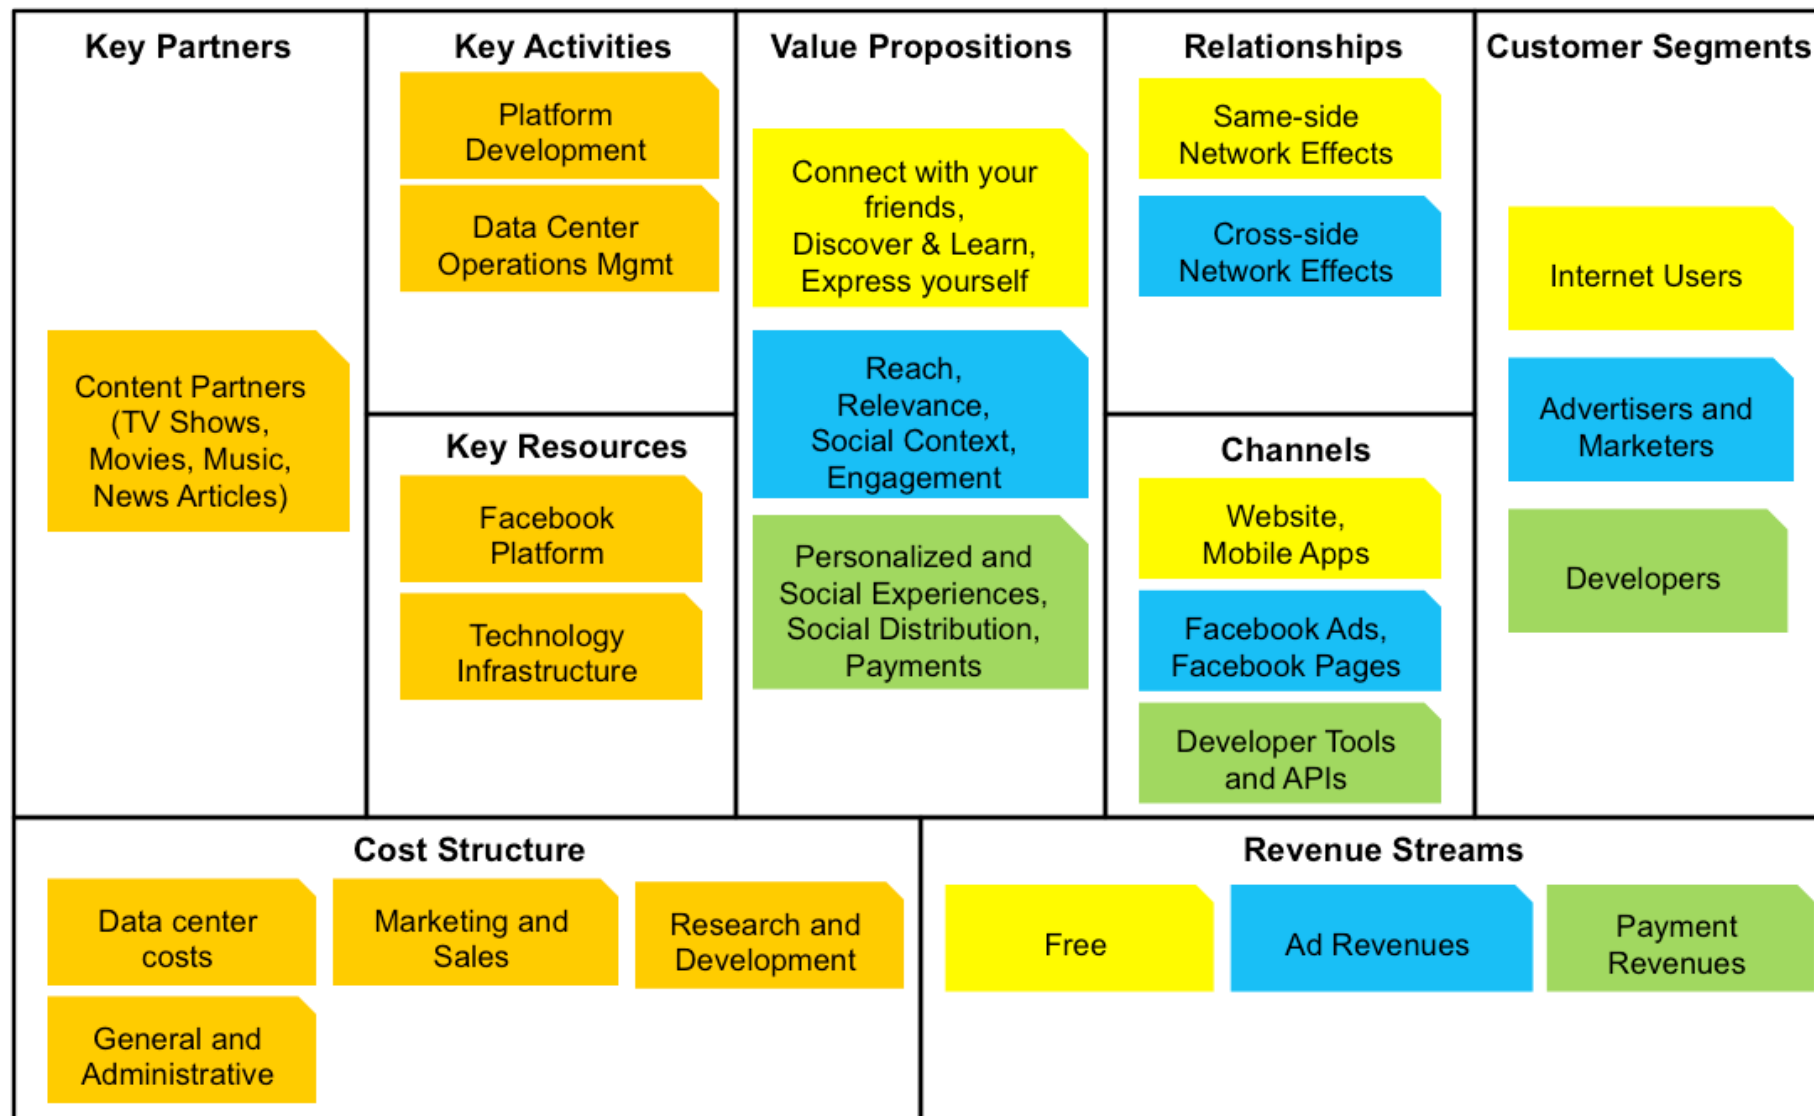 Key Partners
Content Partners
(TV Shows,
Movies, Music,
News Articles)
Key Activities
Platform
Development
Data Center
Operations Mgmt
Key Resources
Facebook
Platform
Technology
Infrastructure
Value Propositions
Connect with your
friends,
Discover & Learn,
Express yourself
Reach,
Relevance,
Social Context,
Engagement
Personalized and
Social Experiences,
Social Distribution,
Payments
Relationships
Same-side
Network Effects
Cross-side
Network Effects
Channels
Website,
Mobile Apps
Facebook Ads,
Facebook Pages
Developer Tools
and APIs
Customer Segments
Internet Users
Advertisers and
Marketers
Developers
Cost Structure
Data center
costs
Marketing and
Sales
Research and
Development
General and
Administrative
Revenue Streams
Free
Ad Revenues
Payment
Revenues